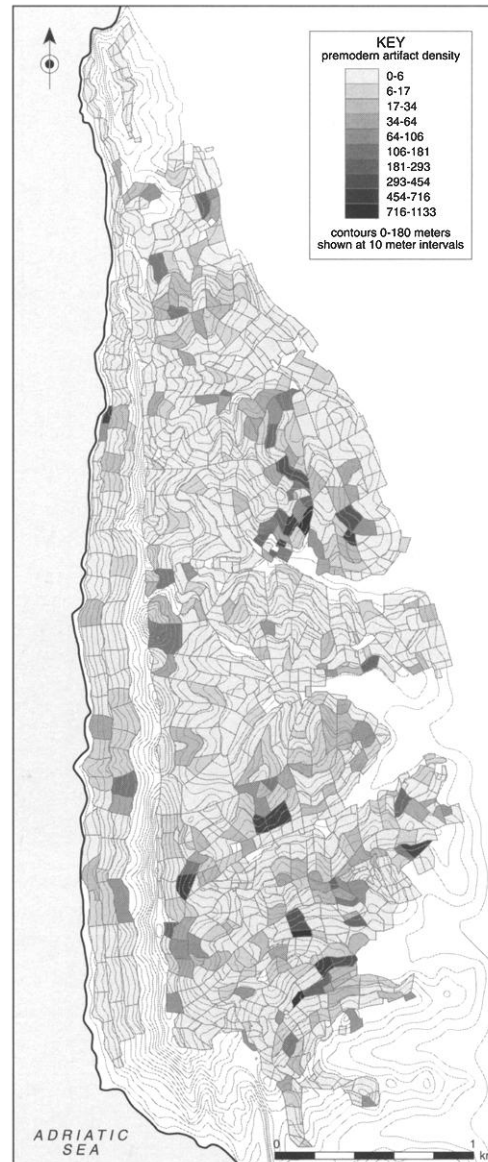 KEY
premodern artifact density
0-6
6-17
17-34
34-64
64-106
106-181
181-293
293-454
454-716
716-1133
contours 0-180 meters
shown at 10 meter intervals
ADRIATIC
SEA
0 1
km